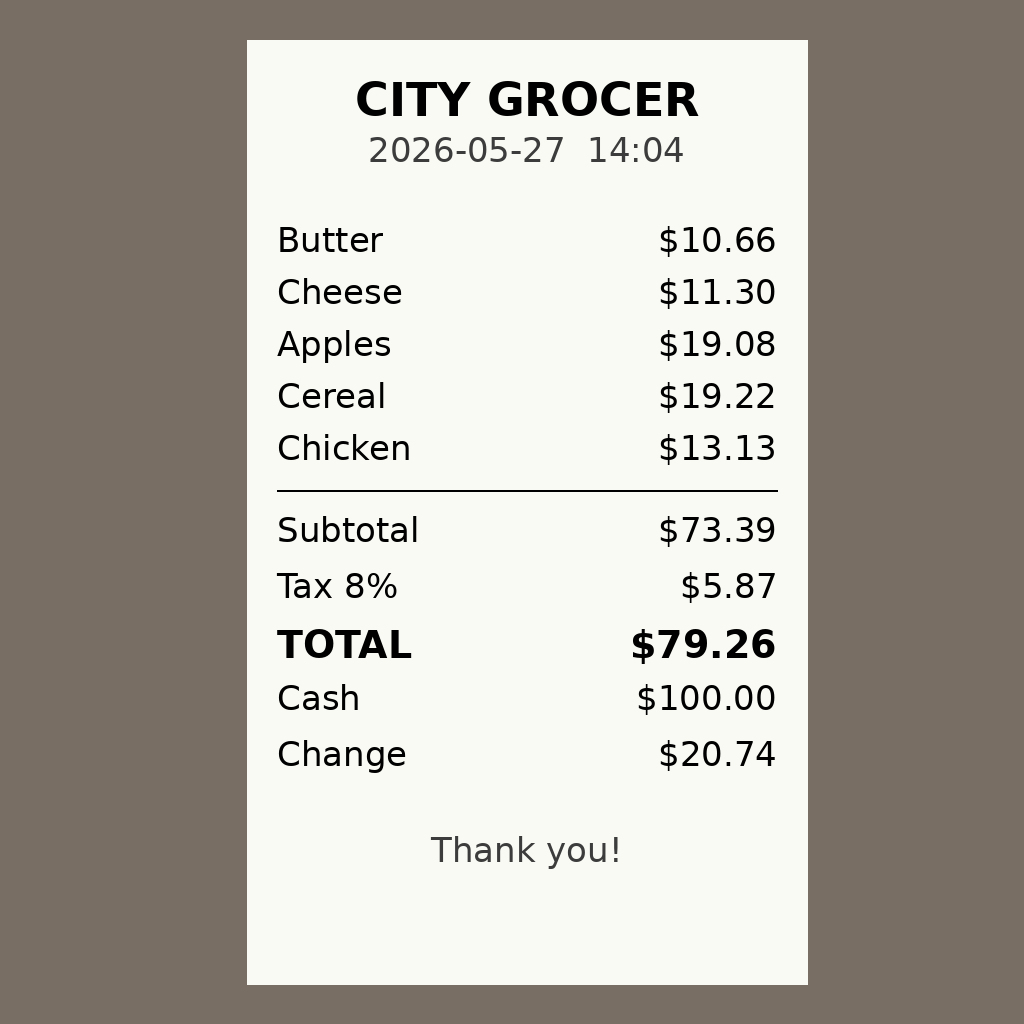 CITY GROCER
2026-05-27 14:04
Butter $10.66
Cheese $11.30
Apples $19.08
Cereal $19.22
Chicken $13.13
Subtotal $73.39
Tax 8% $5.87
TOTAL $79.26
Cash $100.00
Change $20.74
Thank you!